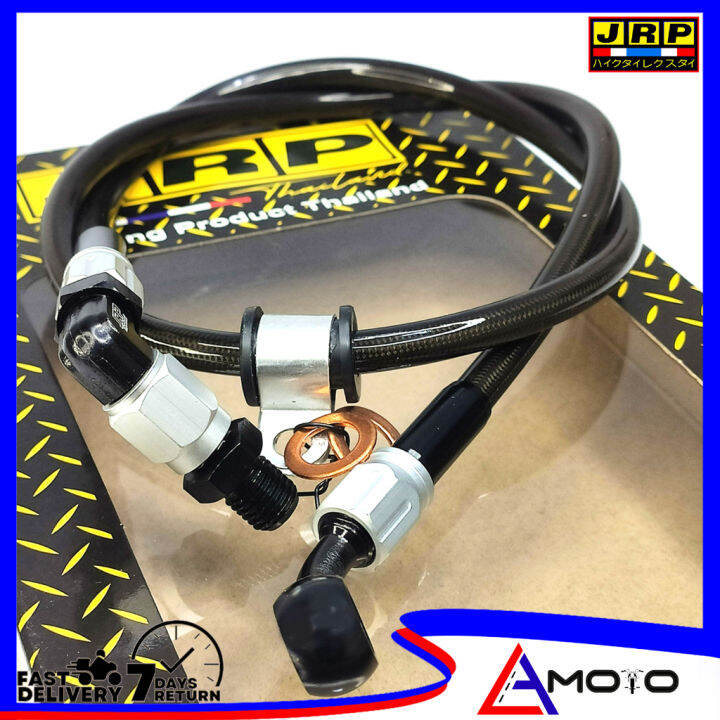 JRP
ハイクタイレクスタイ
RP
Thailand
ng Product Thailand
FAST DELIVERY
7 DAYS RETURN
AMOTO